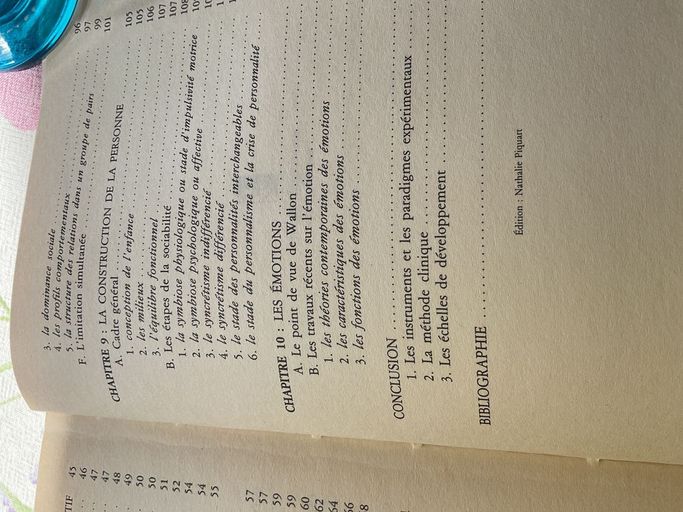 TIF 45
46
47
47
48
49
50
50
51
52
54
54
55
57
57
59
59
60
62
3. la dominance sociale ..... 96
4. les profils comportementaux ..... 97
5. la structure des relations dans un groupe de pairs ..... 99
F. L'imitation simultanée ..... 101
CHAPITRE 9 : LA CONSTRUCTION DE LA PERSONNE ..... 105
A. Cadre général ..... 105
1. conception de l'enfance ..... 106
2. les milieux ..... 107
3. l'équilibre fonctionnel ..... 107
B. Les étapes de la sociabilité ..... 108
1. la symbiose physiologique ou stade d'impulsivité motrice
2. la symbiose psychologique ou affective .....
3. le syncrétisme indifférencié .....
4. le syncrétisme différencié .....
5. le stade des personnalités interchangeables .....
6. le stade du personnalisme et la crise de personnalité .....
CHAPITRE 10 : LES ÉMOTIONS .....
A. Le point de vue de Wallon .....
B. Les travaux récents sur l'émotion .....
1. les théories contemporaines des émotions .....
2. les caractéristiques des émotions .....
3. les fonctions des émotions .....
CONCLUSION .....
1. Les instruments et les paradigmes expérimentaux
2. La méthode clinique .....
3. Les échelles de développement .....
BIBLIOGRAPHIE .....
Édition : Nathalie Piquart